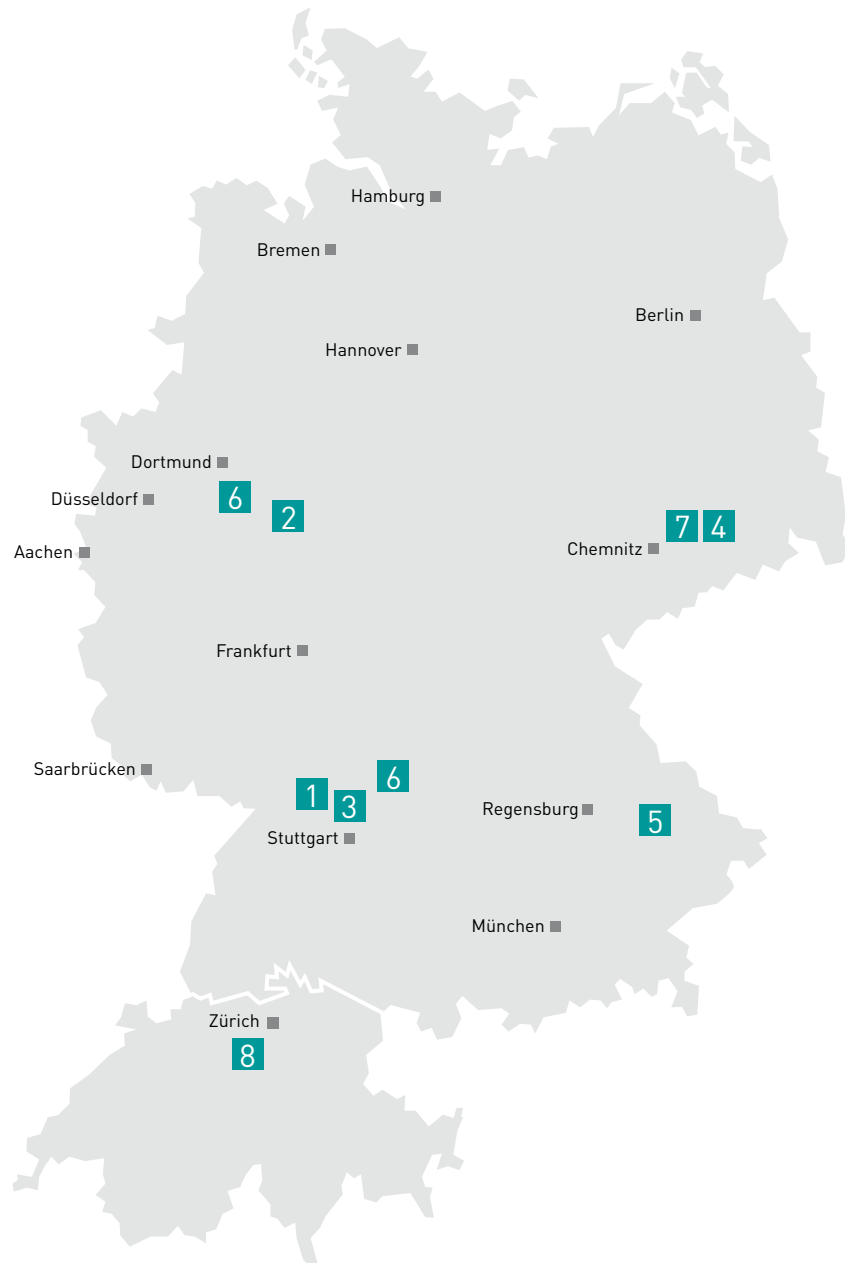 Hamburg
Bremen
Berlin
Hannover
Dortmund
Düsseldorf
6
2
7 4
Aachen
Chemnitz
Frankfurt
Saarbrücken
6
1
3
Regensburg
5
Stuttgart
München
Zürich
8